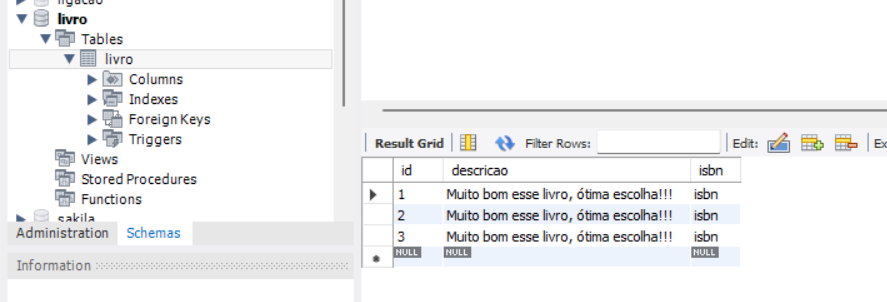 ligacao
livro
Tables
livro
Columns
Indexes
Foreign Keys
Triggers
Views
Stored Procedures
Functions
sakila
Administration Schemas
Information
Result Grid Filter Rows: Edit: Ex
id descricao isbn
1 Muito bom esse livro, ótima escolha!!! isbn
2 Muito bom esse livro, ótima escolha!!! isbn
3 Muito bom esse livro, ótima escolha!!! isbn
NULL NULL NULL